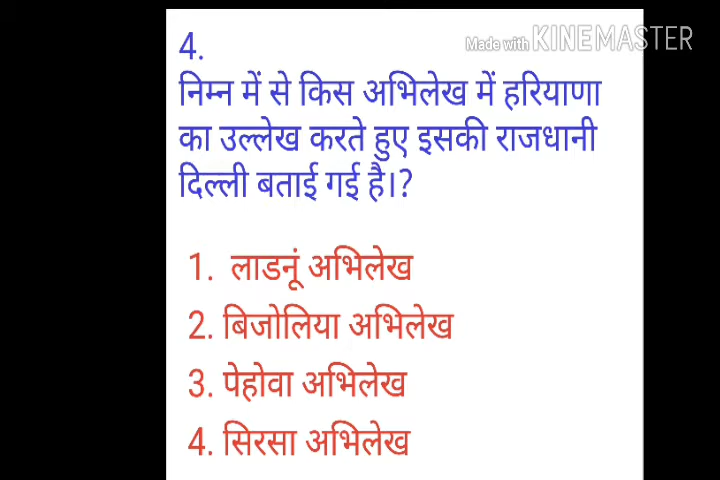 4.
Made with KINEMASTER
निम्न में से किस अभिलेख में हरियाणा
का उल्लेख करते हुए इसकी राजधानी
दिल्ली बताई गई है।?
1. लाडनूं अभिलेख
2. बिजोलिया अभिलेख
3. पेहोवा अभिलेख
4. सिरसा अभिलेख